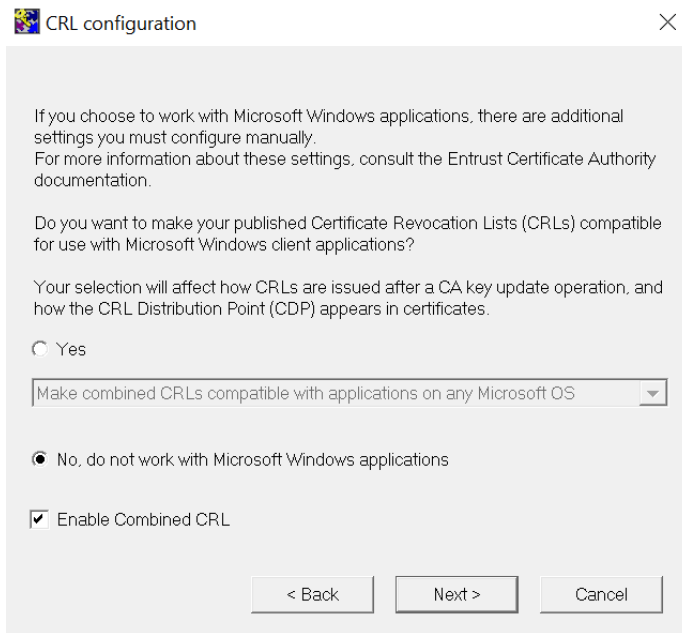 CRL configuration
If you choose to work with Microsoft Windows applications, there are additional
settings you must configure manually.
For more information about these settings, consult the Entrust Certificate Authority
documentation.
Do you want to make your published Certificate Revocation Lists (CRLs) compatible
for use with Microsoft Windows client applications?
Your selection will affect how CRLs are issued after a CA key update operation, and
how the CRL Distribution Point (CDP) appears in certificates.
Yes
Make combined CRLs compatible with applications on any Microsoft OS
No, do not work with Microsoft Windows applications
Enable Combined CRL
< Back Next > Cancel